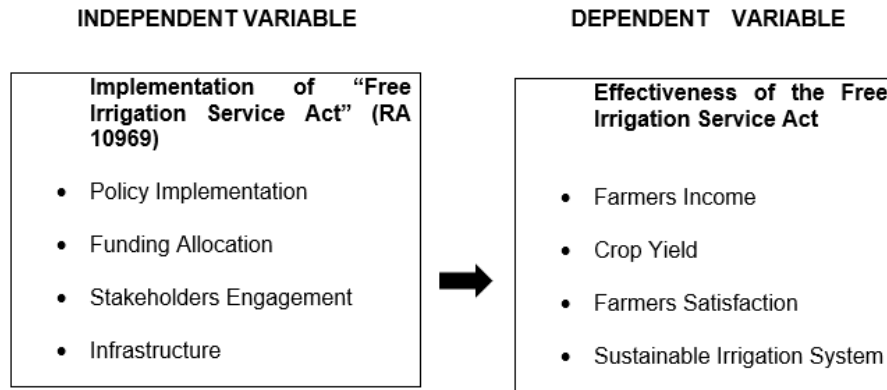 INDEPENDENT VARIABLE
Implementation of “Free
Irrigation Service Act” (RA
10969)
• Policy Implementation
• Funding Allocation
• Stakeholders Engagement
• Infrastructure
DEPENDENT VARIABLE
Effectiveness of the Free
Irrigation Service Act
• Farmers Income
• Crop Yield
• Farmers Satisfaction
• Sustainable Irrigation System